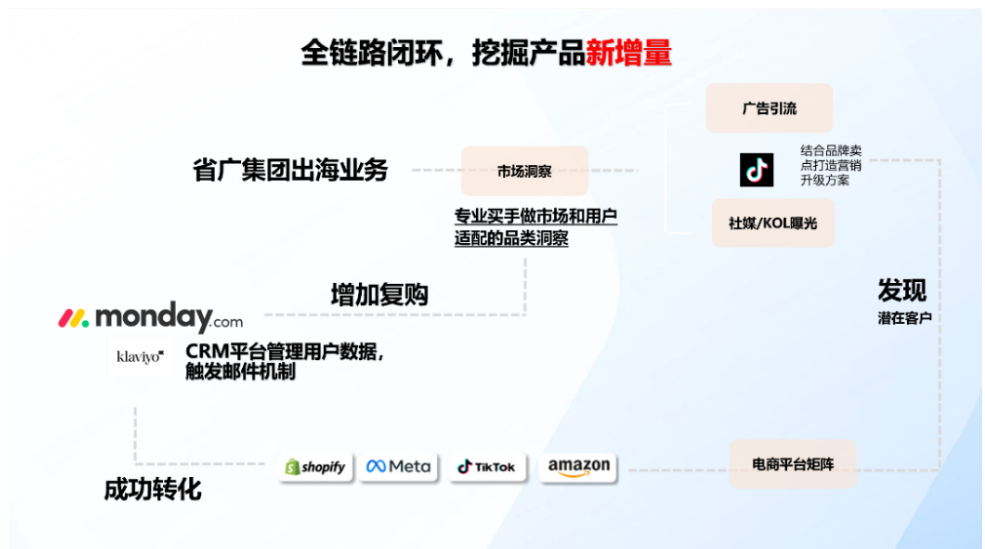 全链路闭环，挖掘产品新增量
广告引流
省广集团出海业务
市场洞察
结合品牌卖
点打造营销
升级方案
专业买手做市场和用户
适配的品类洞察
社媒/KOL曝光
增加复购
发现
潜在客户
monday.com
klaviyo
CRM平台管理用户数据，
触发邮件机制
shopify
Meta
TikTok
amazon
电商平台矩阵
成功转化